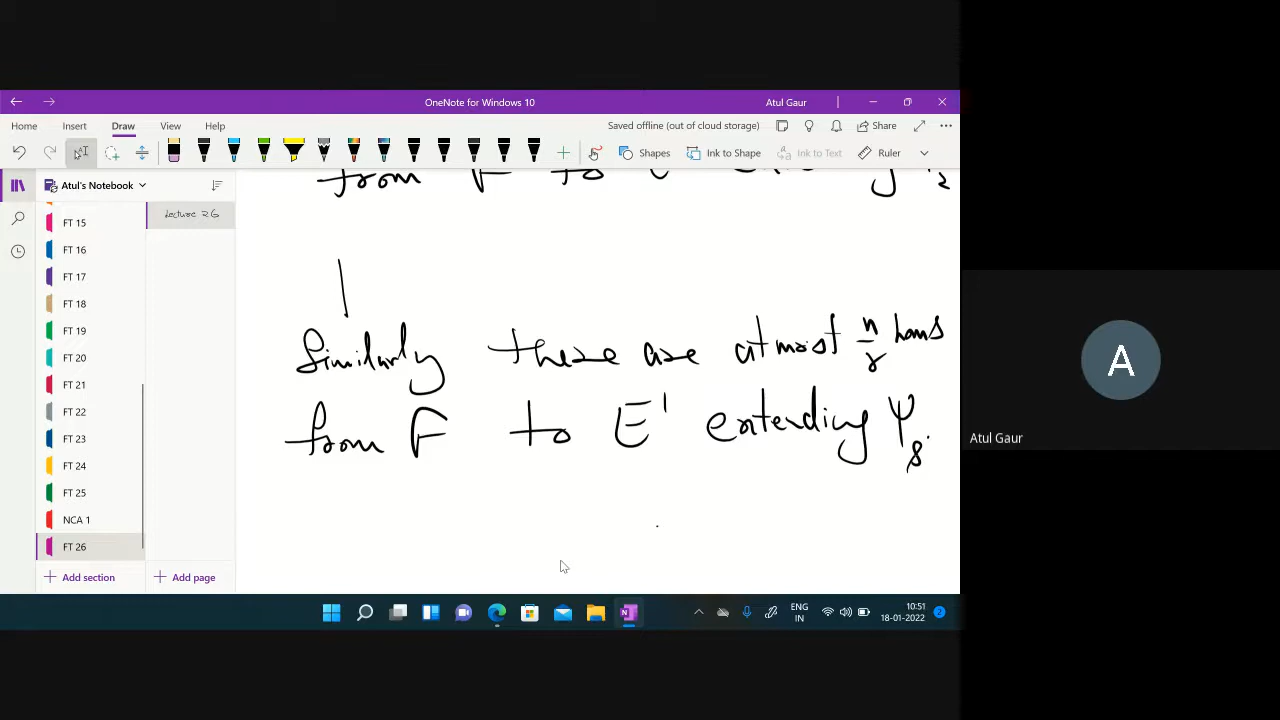 OneNote for Windows 10
Atul Gaur
Home Insert Draw View Help
Saved offline (out of cloud storage)
Share
Shapes
Ink to Shape
Ink to Text
Ruler
Atul's Notebook
Lecture 26
FT 15
FT 16
FT 17
FT 18
FT 19
FT 20
FT 21
FT 22
FT 23
FT 24
FT 25
NCA 1
FT 26
Add section
Add page
from F to
Similarly there are atmost n/r homs
from F to E' extending ψ_s.
ENG
IN
10:51
18-01-2022
2
A
Atul Gaur